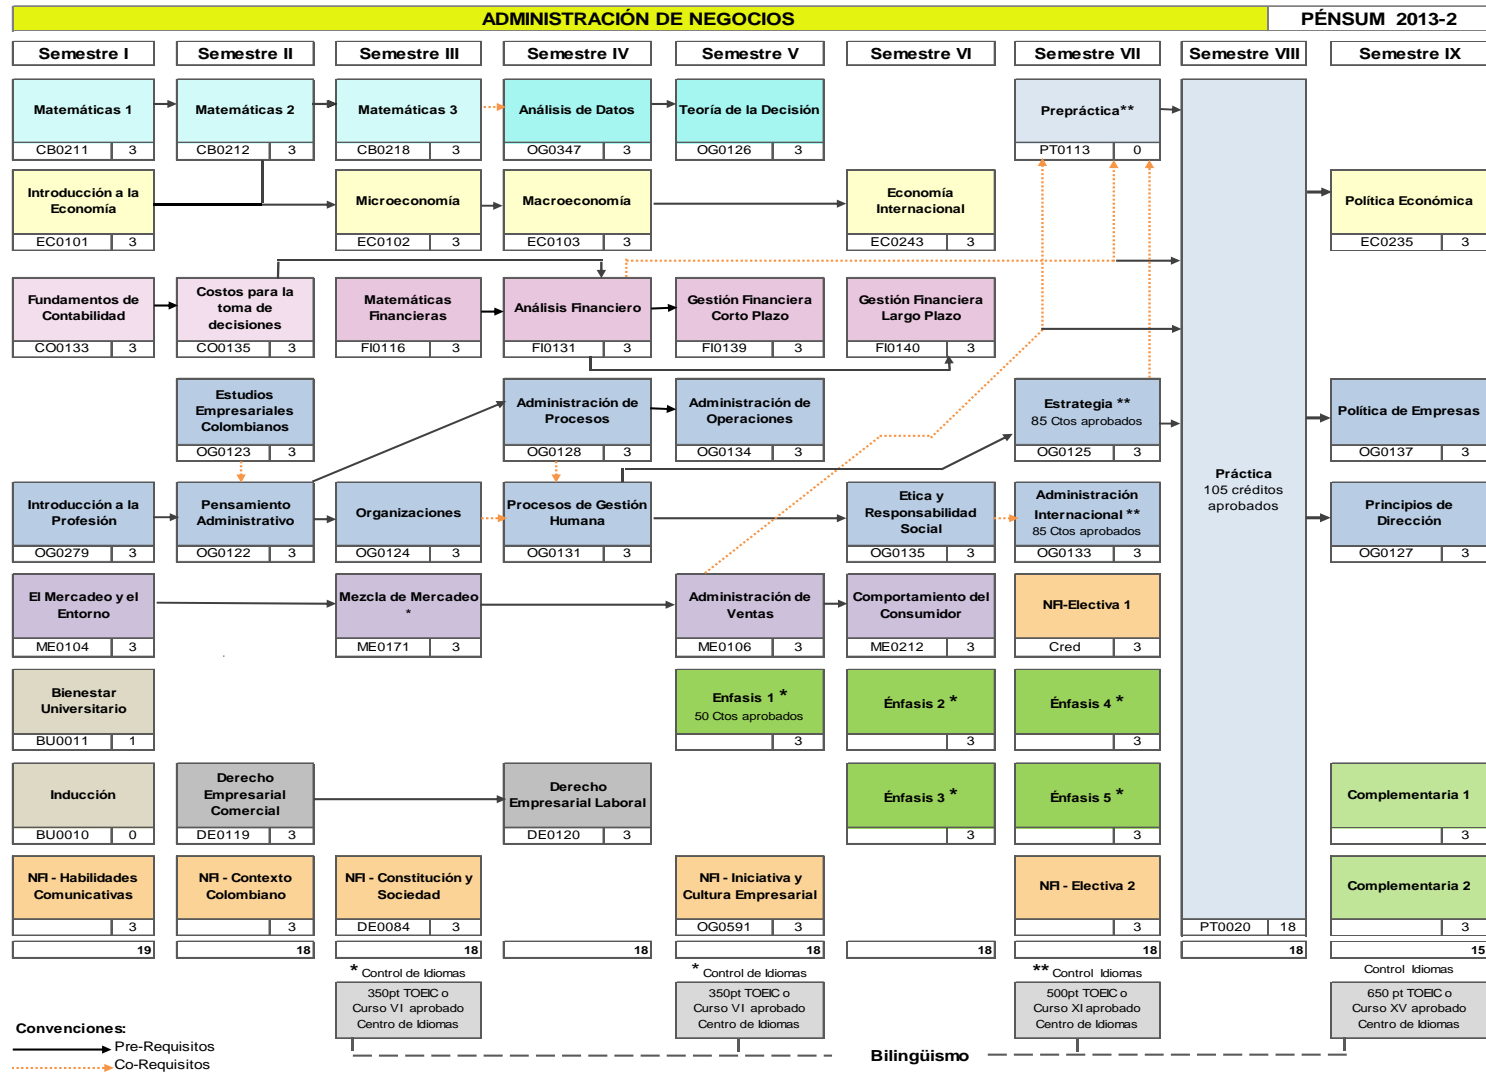 ADMINISTRACIÓN DE NEGOCIOS
PÉNSUM 2013-2
Semestre I
Semestre II
Semestre III
Semestre IV
Semestre V
Semestre VI
Semestre VII
Semestre VIII
Semestre IX
Matemáticas 1
CB0211 3
Matemáticas 2
CB0212 3
Matemáticas 3
CB0218 3
Análisis de Datos
OG0347 3
Teoría de la Decisión
OG0126 3
Prepráctica**
PT0113 0
Introducción a la
Economía
EC0101 3
Microeconomía
EC0102 3
Macroeconomía
EC0103 3
Economía
Internacional
EC0243 3
Política Económica
EC0235 3
Fundamentos de
Contabilidad
CO0133 3
Costos para la
toma de
decisiones
CO0135 3
Matemáticas
Financieras
FI0116 3
Análisis Financiero
FI0131 3
Gestión Financiera
Corto Plazo
FI0139 3
Gestión Financiera
Largo Plazo
FI0140 3
Estudios
Empresariales
Colombianos
OG0123 3
Administración de
Procesos
OG0128 3
Administración de
Operaciones
OG0134 3
Estrategia **
85 Ctos aprobados
OG0125 3
Política de Empresas
OG0137 3
Práctica
105 créditos
aprobados
Introducción a la
Profesión
OG0279 3
Pensamiento
Administrativo
OG0122 3
Organizaciones
OG0124 3
Procesos de Gestión
Humana
OG0131 3
Etica y
Responsabilidad
Social
OG0135 3
Administración
Internacional **
85 Ctos aprobados
OG0133 3
Principios de
Dirección
OG0127 3
El Mercadeo y el
Entorno
ME0104 3
Mezcla de Mercadeo
*
ME0171 3
Administración de
Ventas
ME0106 3
Comportamiento del
Consumidor
ME0212 3
NFI-Electiva 1
Cred 3
Bienestar
Universitario
BU0011 1
Enfasis 1 *
50 Ctos aprobados
3
Énfasis 2 *
3
Énfasis 4 *
3
Inducción
BU0010 0
Derecho
Empresarial
Comercial
DE0119 3
Derecho
Empresarial Laboral
DE0120 3
Énfasis 3 *
3
Énfasis 5 *
3
Complementaria 1
3
NFI - Habilidades
Comunicativas
3
NFI - Contexto
Colombiano
3
NFI - Constitución y
Sociedad
DE0084 3
NFI - Iniciativa y
Cultura Empresarial
OG0591 3
NFI - Electiva 2
3
PT0020 18
Complementaria 2
3
19
18
18
18
18
18
18
18
15
* Control de Idiomas
350pt TOEIC o
Curso VI aprobado
Centro de Idiomas
* Control de Idiomas
350pt TOEIC o
Curso VI aprobado
Centro de Idiomas
** Control Idiomas
500pt TOEIC o
Curso XI aprobado
Centro de Idiomas
Control Idiomas
650 pt TOEIC o
Curso XV aprobado
Centro de Idiomas
Convenciones:
Pre-Requisitos
Co-Requisitos
Bilingüismo